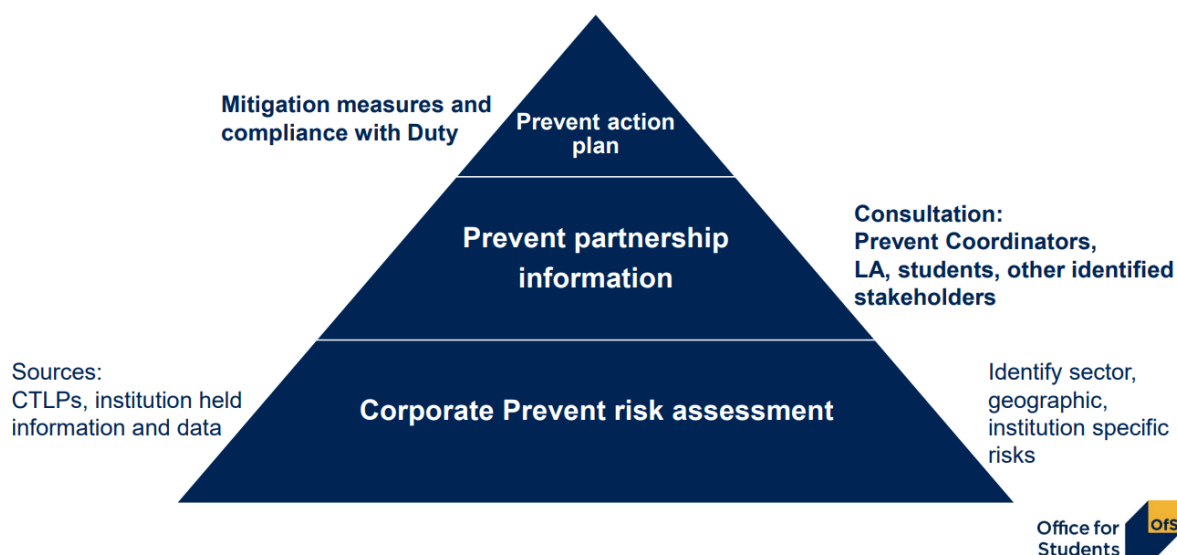 Mitigation measures and
compliance with Duty
Prevent action
plan
Prevent partnership
information
Consultation:
Prevent Coordinators,
LA, students, other identified
stakeholders
Sources:
CTLPs, institution held
information and data
Corporate Prevent risk assessment
Identify sector,
geographic,
institution specific
risks
Office for
Students
OfS